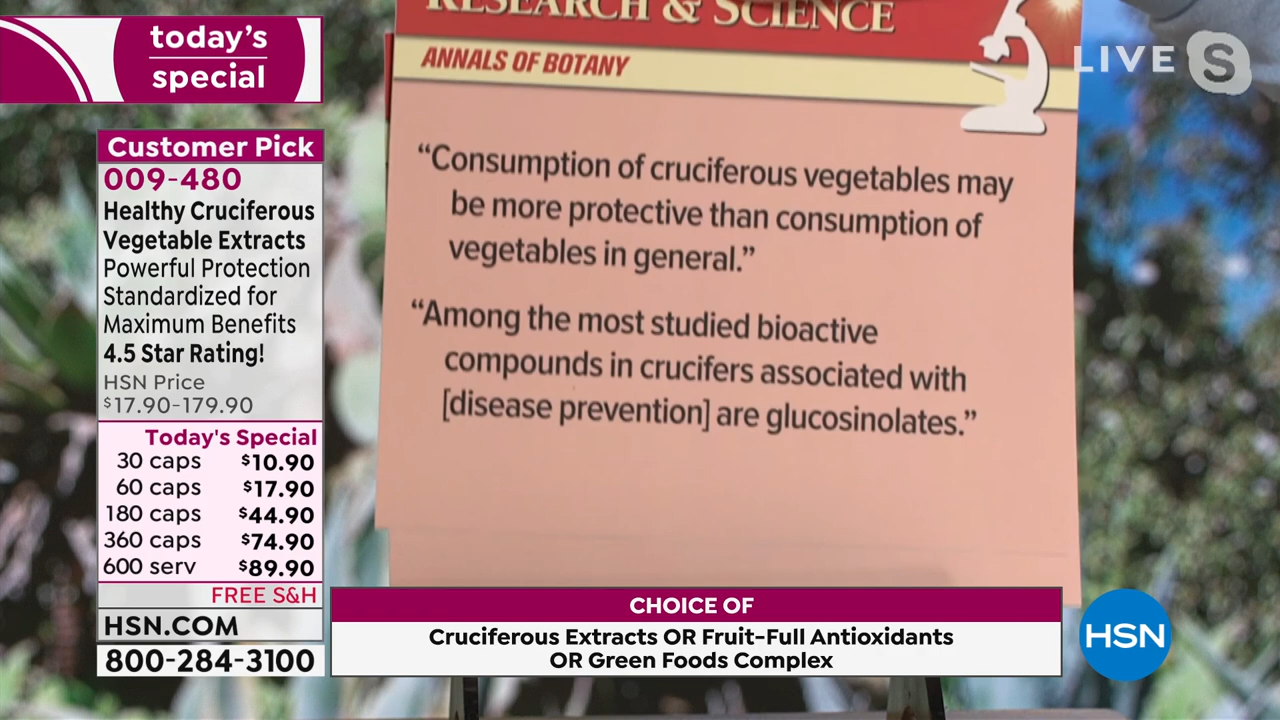 today's
special
Customer Pick
009-480
Healthy Cruciferous
Vegetable Extracts
Powerful Protection
Standardized for
Maximum Benefits
4.5 Star Rating!
HSN Price
$17.90-179.90
Today's Special
30 caps $10.90
60 caps $17.90
180 caps $44.90
360 caps $74.90
600 serv $89.90
FREE S&H
HSN.COM
800-284-3100
RESEARCH & SCIENCE
ANNALS OF BOTANY
“Consumption of cruciferous vegetables may
be more protective than consumption of
vegetables in general.”
“Among the most studied bioactive
compounds in crucifers associated with
[disease prevention] are glucosinolates.”
LIVE S
CHOICE OF
Cruciferous Extracts OR Fruit-Full Antioxidants
OR Green Foods Complex
HSN